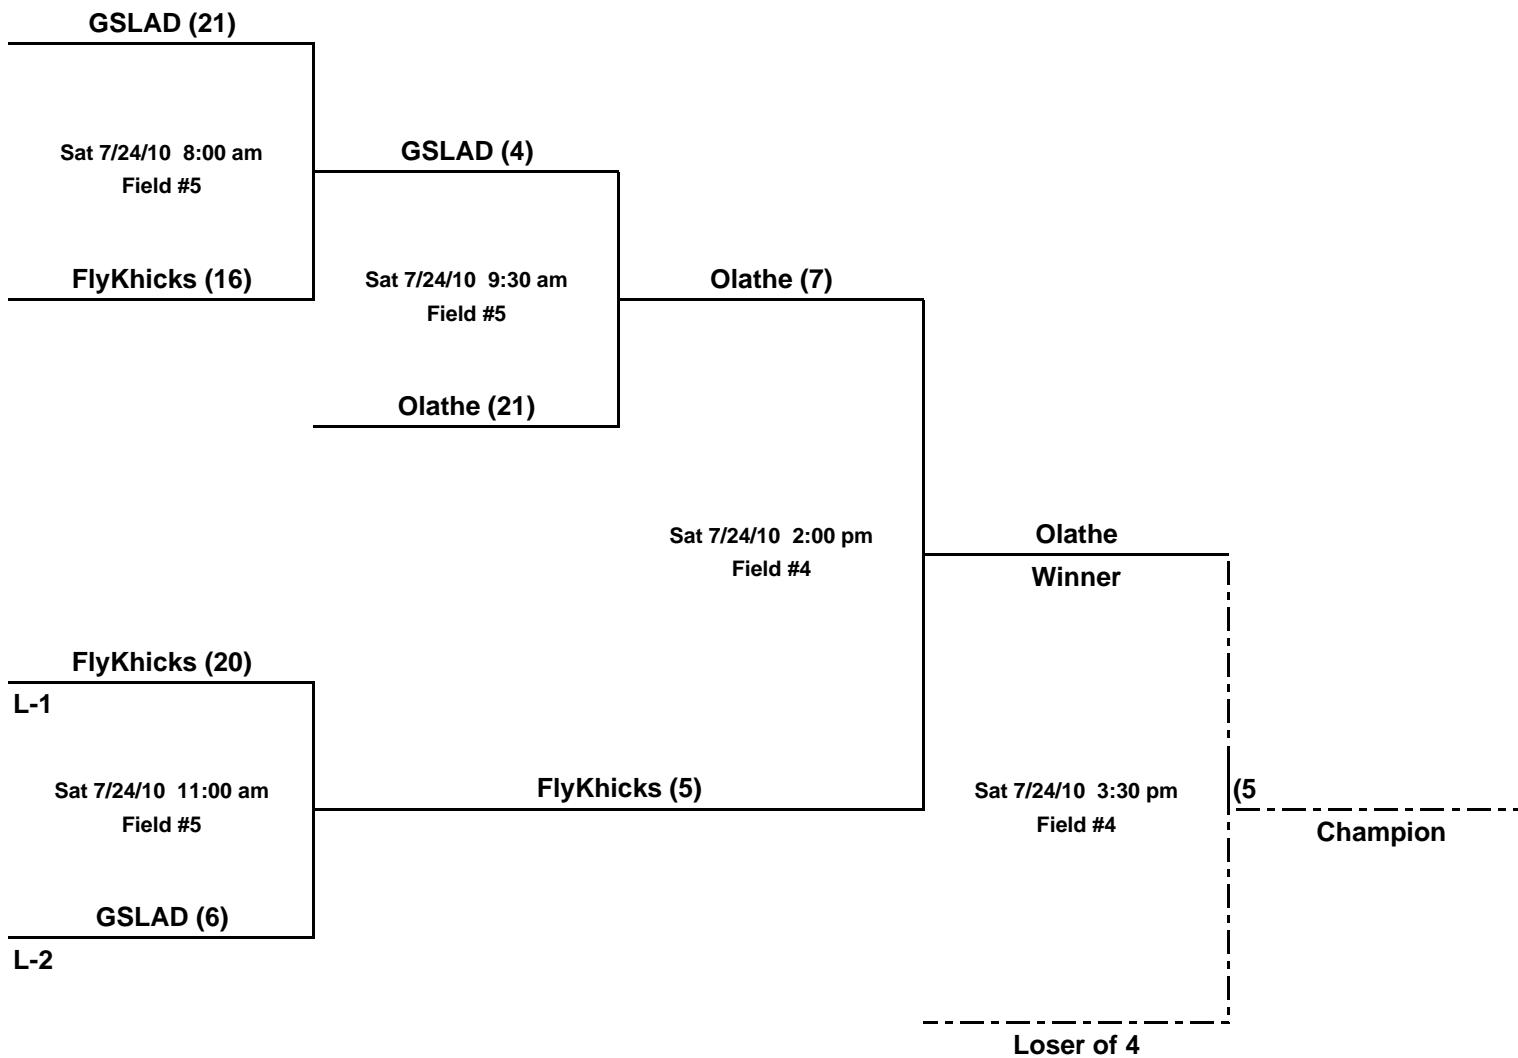 GSLAD (21)
Sat 7/24/10 8:00 am
Field #5
FlyKhicks (16)
GSLAD (4)
Sat 7/24/10 9:30 am
Field #5
Olathe (21)
Olathe (7)
Sat 7/24/10 2:00 pm
Field #4
Olathe
Winner
FlyKhicks (20)
L-1
Sat 7/24/10 11:00 am
Field #5
GSLAD (6)
L-2
FlyKhicks (5)
Sat 7/24/10 3:30 pm
Field #4
(5
Champion
Loser of 4